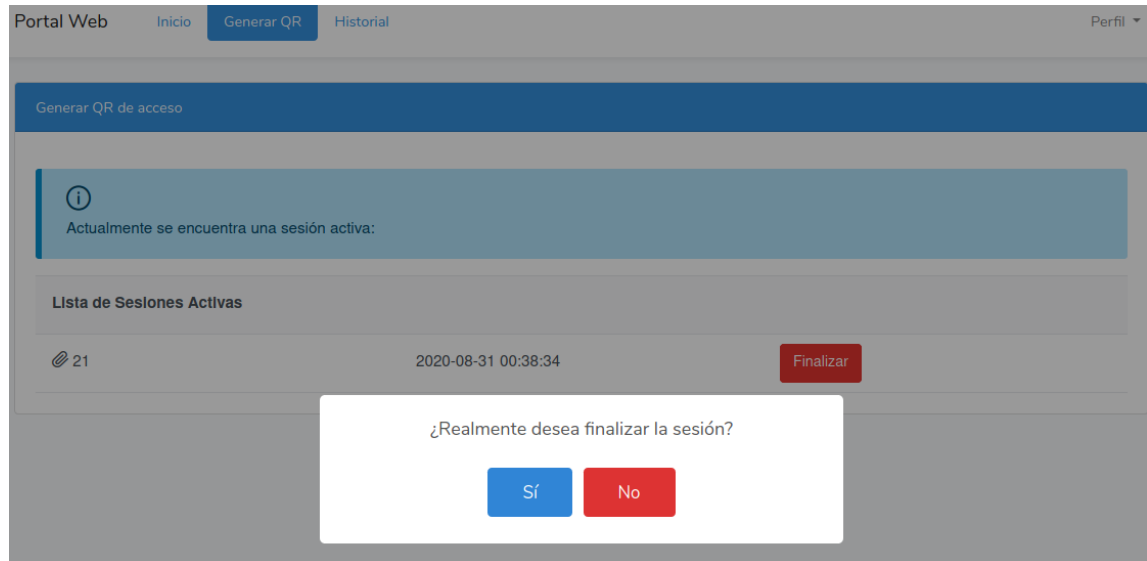 Portal Web Inicio Generar QR Historial Perfil
Generar QR de acceso
Actualmente se encuentra una sesión activa:
Lista de Sesiones Activas
21 2020-08-31 00:38:34 Finalizar
¿Realmente desea finalizar la sesión?
Sí No